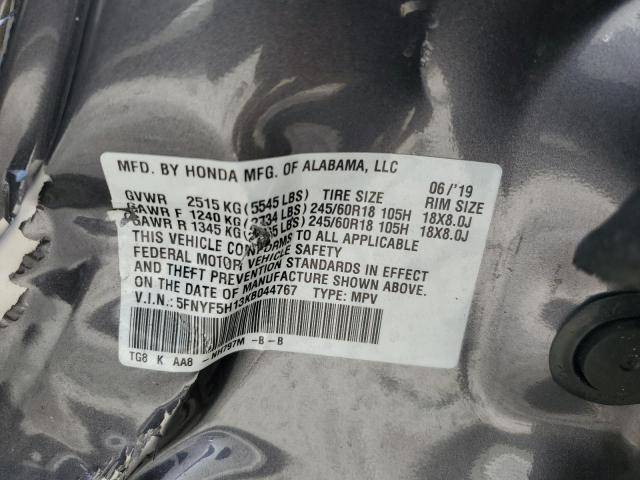 MFD. BY HONDA MFG. OF ALABAMA, LLC 06/'19
GVWR 2515 KG (5545 LBS) TIRE SIZE RIM SIZE
GAWR F 1240 KG (2734 LBS) 245/60R18 105H 18X8.0J
GAWR R 1345 KG LBS) 245/60R18 105H 18X8.0J
THIS VEHICLE CONFORMS TO ALL APPLICABLE
FEDERAL MOTOR VEHICLE SAFETY
AND THEFT PREVENTION STANDARDS IN EFFECT
ON THE DATE OF MANUFACTURE SHOWN ABOVE.
V.I.N.: 5FNYF5H13KB044767 TYPE: MPV
TG8 K AA8 -NH797M -B-B